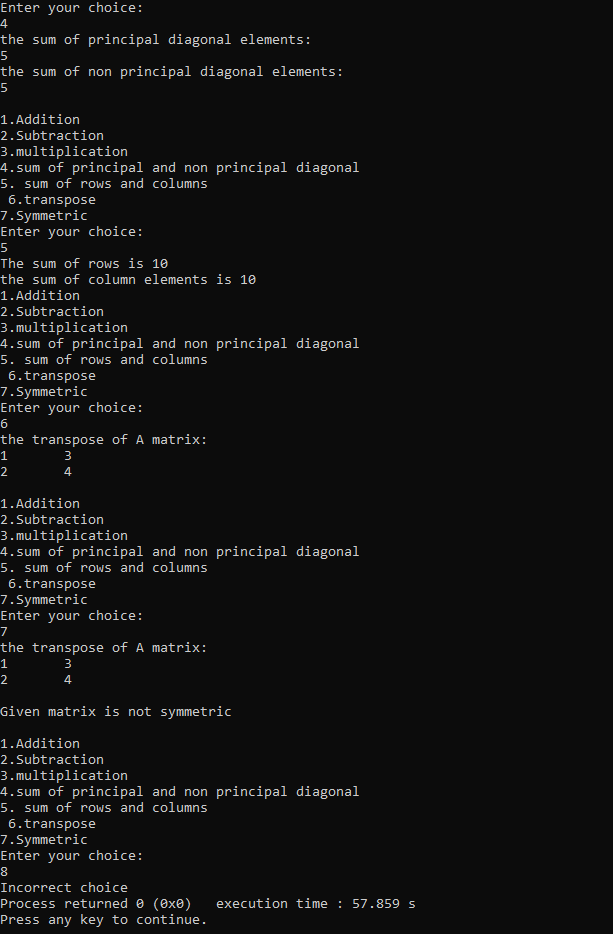 Enter your choice:
4
the sum of principal diagonal elements:
5
the sum of non principal diagonal elements:
5

1.Addition
2.Subtraction
3.multiplication
4.sum of principal and non principal diagonal
5. sum of rows and columns
 6.transpose
7.Symmetric
Enter your choice:
5
The sum of rows is 10
the sum of column elements is 10
1.Addition
2.Subtraction
3.multiplication
4.sum of principal and non principal diagonal
5. sum of rows and columns
 6.transpose
7.Symmetric
Enter your choice:
6
the transpose of A matrix:
1       3
2       4

1.Addition
2.Subtraction
3.multiplication
4.sum of principal and non principal diagonal
5. sum of rows and columns
 6.transpose
7.Symmetric
Enter your choice:
7
the transpose of A matrix:
1       3
2       4

Given matrix is not symmetric

1.Addition
2.Subtraction
3.multiplication
4.sum of principal and non principal diagonal
5. sum of rows and columns
 6.transpose
7.Symmetric
Enter your choice:
8
Incorrect choice
Process returned 0 (0x0)   execution time : 57.859 s
Press any key to continue.